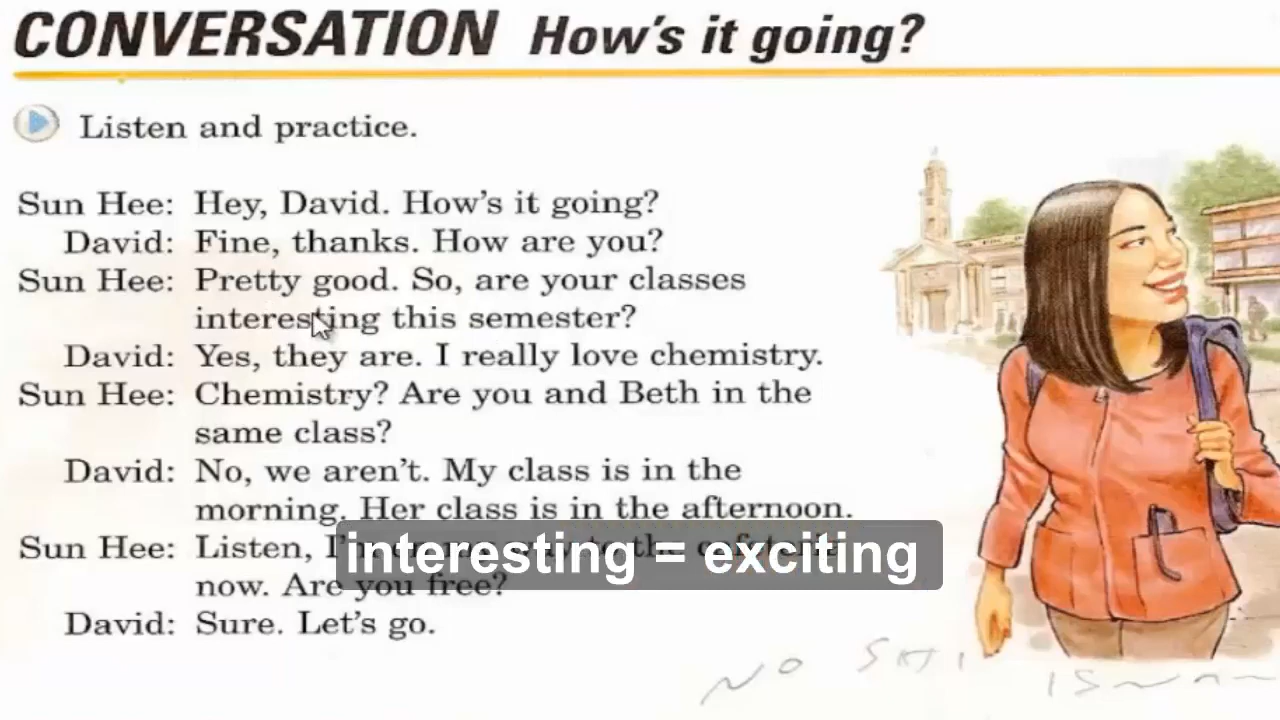 CONVERSATION How's it going?
Listen and practice.
Sun Hee: Hey, David. How's it going?
David: Fine, thanks. How are you?
Sun Hee: Pretty good. So, are your classes
interesting this semester?
David: Yes, they are. I really love chemistry.
Sun Hee: Chemistry? Are you and Beth in the
same class?
David: No, we aren't. My class is in the
morning. Her class is in the afternoon.
Sun Hee: Listen, to the
interesting = exciting
now. Are you free?
David: Sure. Let's go.
NO